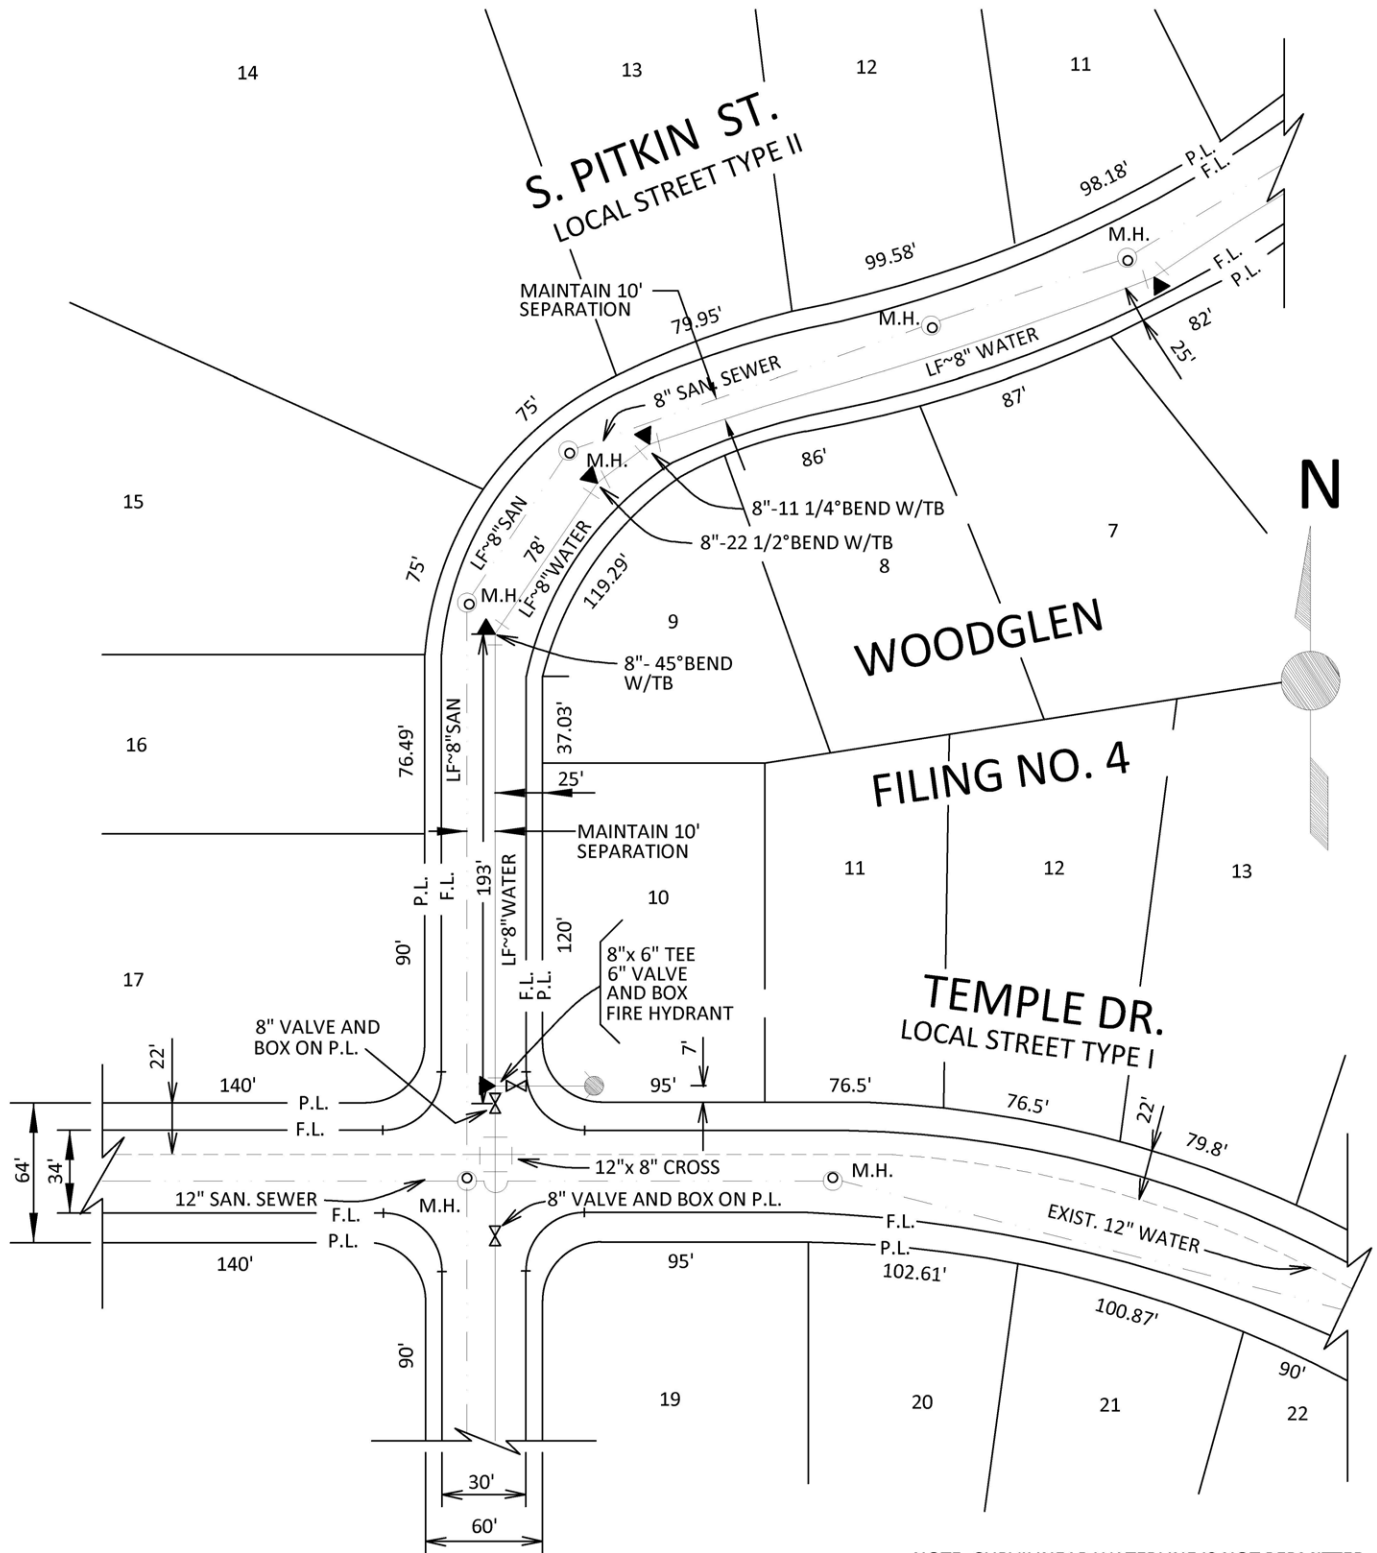 14
13
12
11
S. PITKIN ST.
LOCAL STREET TYPE II
P.L.
F.L.
98.18'
M.H.
99.58'
F.L.
P.L.
MAINTAIN 10'
SEPARATION
79.95'
M.H.
82'
25'
LF~8" WATER
8" SAN. SEWER
87'
75'
M.H.
86'
N
15
8"-11 1/4°BEND W/TB
LF~8"SAN
78'
LF~8"WATER
8"-22 1/2°BEND W/TB
7
8
75'
119.29'
M.H.
9
WOODGLEN
8"- 45°BEND
W/TB
16
76.49'
LF~8"SAN
37.03'
FILING NO. 4
25'
MAINTAIN 10'
SEPARATION
193'
LF~8"WATER
P.L.
F.L.
11
12
13
10
90'
120'
8"x 6" TEE
6" VALVE
AND BOX
FIRE HYDRANT
17
F.L.
P.L.
TEMPLE DR.
LOCAL STREET TYPE I
8" VALVE AND
BOX ON P.L.
22'
7'
140'
95'
76.5'
76.5'
22'
79.8'
P.L.
F.L.
64'
34'
12"x 8" CROSS
M.H.
12" SAN. SEWER
M.H.
8" VALVE AND BOX ON P.L.
F.L.
P.L.
F.L.
P.L.
EXIST. 12" WATER
140'
95'
102.61'
100.87'
90'
90'
19
20
21
22
30'
60'
NOTE: CURVILINEAR WATERLINE IS NOT PERMITTED